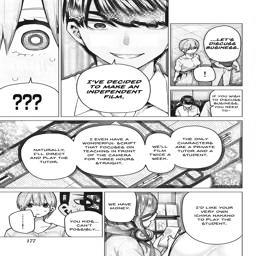 ...LET'S
DISCUSS
BUSINESS.
!
IF YOU WISH
TO DISCUSS
BUSINESS,
YOU NEED
TO-
I'VE DECIDED
TO MAKE AN
INDEPENDENT
FILM.
???
THE ONLY
CHARACTERS
ARE A PRIVATE
TUTOR AND A
STUDENT.
WE'LL
FILM
TWICE A
WEEK.
I EVEN HAVE A
WONDERFUL SCRIPT
THAT FOCUSES ON
TEACHING IN FRONT
OF THE CAMERA
FOR THREE HOURS
STRAIGHT.
NATURALLY,
I'LL DIRECT
AND PLAY THE
TUTOR.
I'D LIKE YOUR
VERY OWN
ICHIKA NAKANO
TO PLAY THE
STUDENT.
WE HAVE
MONEY.
YOU KIDS...
CAN'T
POSSIBLY...
177